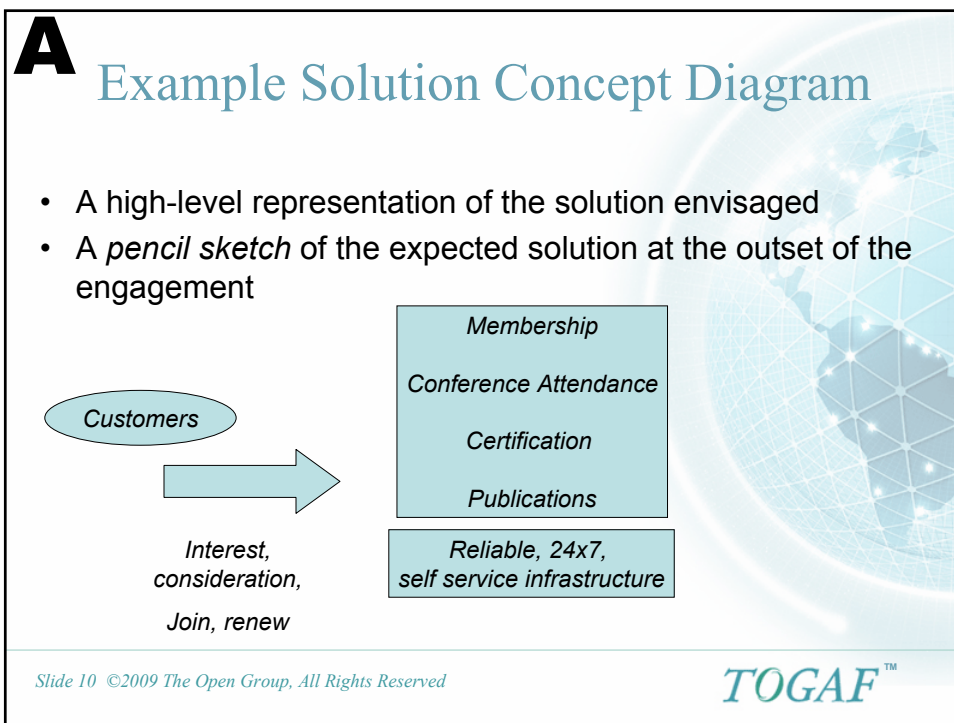 A
Example Solution Concept Diagram
• A high-level representation of the solution envisaged
• A pencil sketch of the expected solution at the outset of the
engagement
Customers
Interest,
consideration,
Join, renew
Membership
Conference Attendance
Certification
Publications
Reliable, 24x7,
self service infrastructure
Slide 10 ©2009 The Open Group, All Rights Reserved
TOGAF™